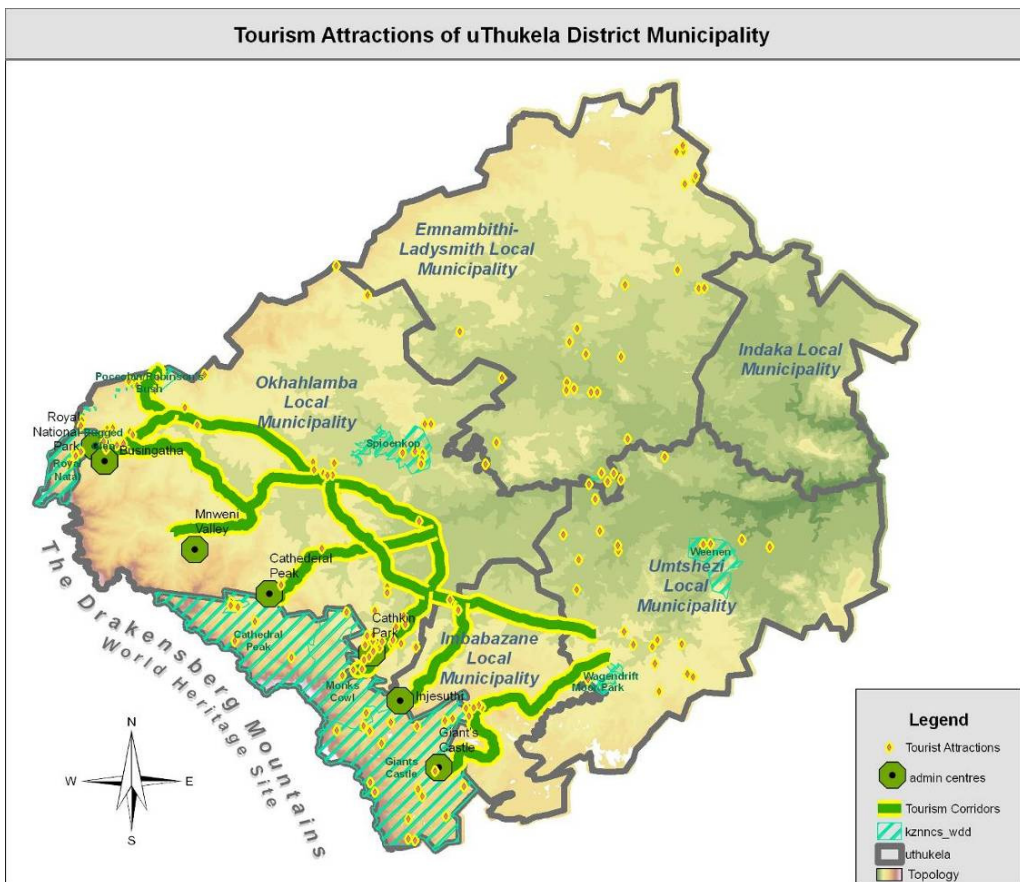 Tourism Attractions of uThukela District Municipality
Emnambithi-
Ladysmith Local
Municipality
Indaka Local
Municipality
Okhahlamba
Local
Municipality
Bush
Royal
National
Park
Busingatha
Royal
Natal
Spioenkop
Mnweni
Valley
Cathederal
Peak
Weenen
Umtshezi
Local
Municipality
Cathkin
Park
Cathedral
Peak
Imbabazane
Local
Municipality
Monks
Cowl
Injesuthi
Wagendrift
Moor Park
Giant's
Castle
Giants
Castle
The Drakensberg Mountains
World Heritage Site
N
W
E
S
Legend
Tourist Attractions
admin centres
Tourism Corridors
kznncs_wdd
uthukela
Topology